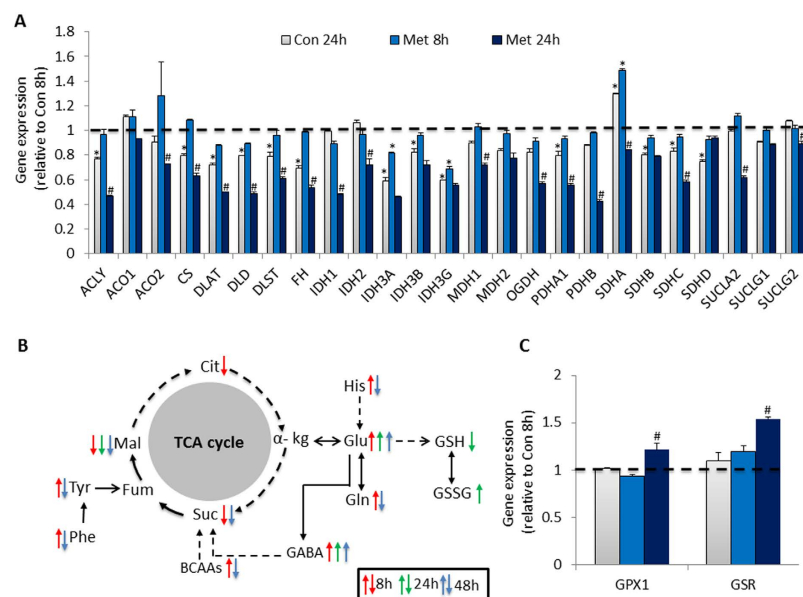 A
Con 24h Met 8h Met 24h
Gene expression
(relative to Con 8h)
1.8
1.6
1.4
1.2
1
0.8
0.6
0.4
0.2
0
* # # * # * # * # * # * # # # * * * * # # * # # * * * # * # * # #
ACLY ACO1 ACO2 CS DLAT DLD DLST FH IDH1 IDH2 IDH3A IDH3B IDH3G MDH1 MDH2 OGDH PDHA1 PDHB SDHA SDHB SDHC SDHD SUCLA2 SUCLG1 SUCLG2
B
Cit
His
Mal
TCA cycle
α- kg
Glu
GSH
Tyr
Fum
Gln
GSSG
Suc
Phe
BCAAs
GABA
8h 24h 48h
C
Gene expression
(relative to Con 8h)
2
1.5
1
0.5
0
# #
GPX1 GSR